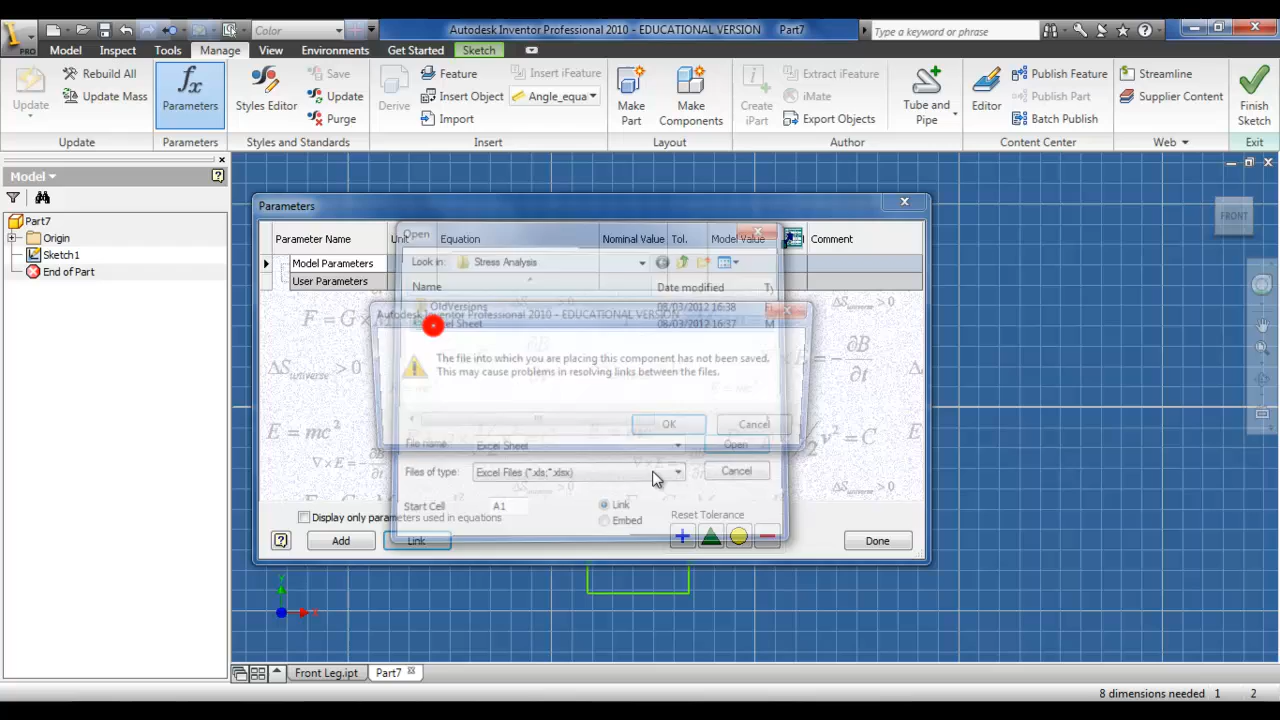 Autodesk Inventor Professional 2010 - EDUCATIONAL VERSION Part7
Color
Type a keyword or phrase
PRO
Model Inspect Tools Manage View Environments Get Started Sketch
Update
Rebuild All
Update Mass
Parameters
Styles Editor
Save
Update
Purge
Derive
Feature
Insert Object
Import
Insert iFeature
Angle_equa
Make Part
Make Components
Create iPart
Extract iFeature
iMate
Export Objects
Tube and Pipe
Editor
Publish Feature
Publish Part
Batch Publish
Streamline
Supplier Content
Finish Sketch
Update Parameters Styles and Standards Insert Layout Author Content Center Web Exit
Model
Part7
Origin
Sketch1
End of Part
Parameters
Parameter Name Unit Equation Nominal Value Tol. Model Value Comment
Model Parameters
User Parameters
Open
Look in: Stress Analysis
Name Date modified Ty
OldVersions 08/03/2012 16:38
Sheet 08/03/2012 16:37 M
Autodesk Inventor Professional 2010 - EDUCATIONAL VERSION
The file into which you are placing this component has not been saved.
This may cause problems in resolving links between the files.
OK Cancel
File name: Excel Sheet Open
Files of type: Excel Files (*.xls;*.xlsx) Cancel
Start Cell A1 Link
Embed
Reset Tolerance
Display only parameters used in equations
Add Link Done
ΔS universe > 0
E = mc²
∇×E =
v² = C
FRONT
Front Leg.ipt Part7
8 dimensions needed 1 2